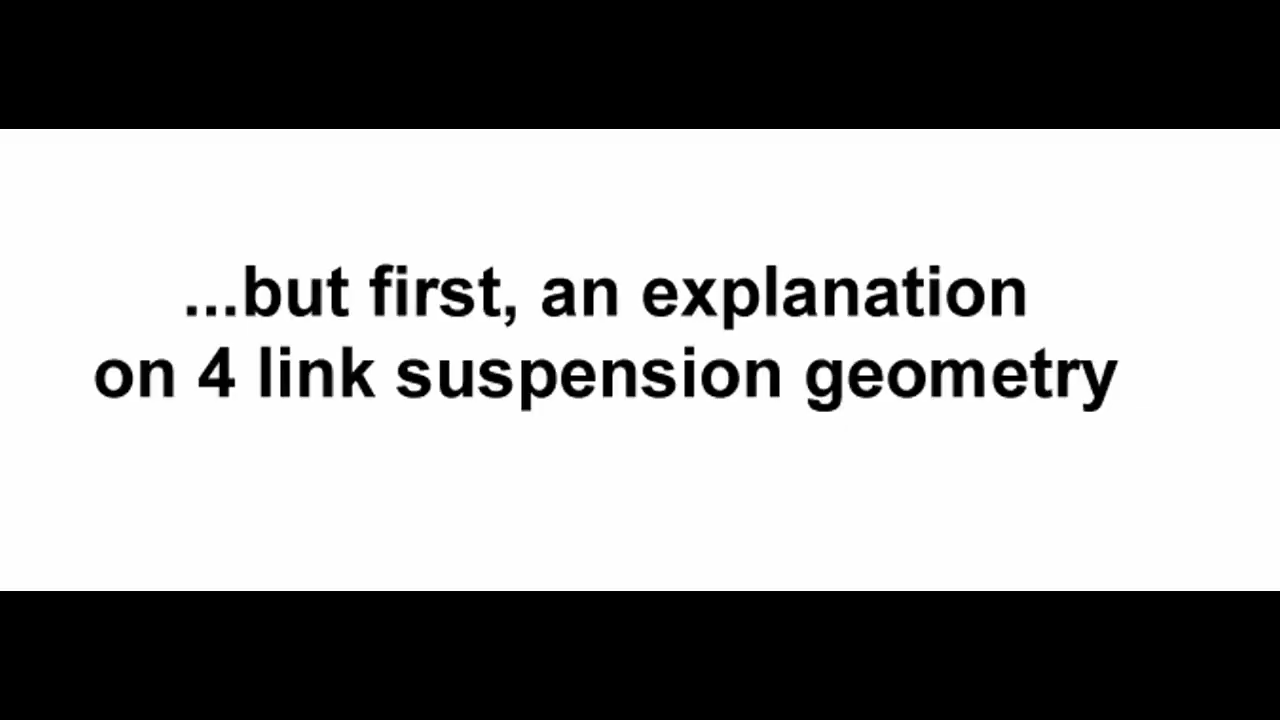 ...but first, an explanation
on 4 link suspension geometry